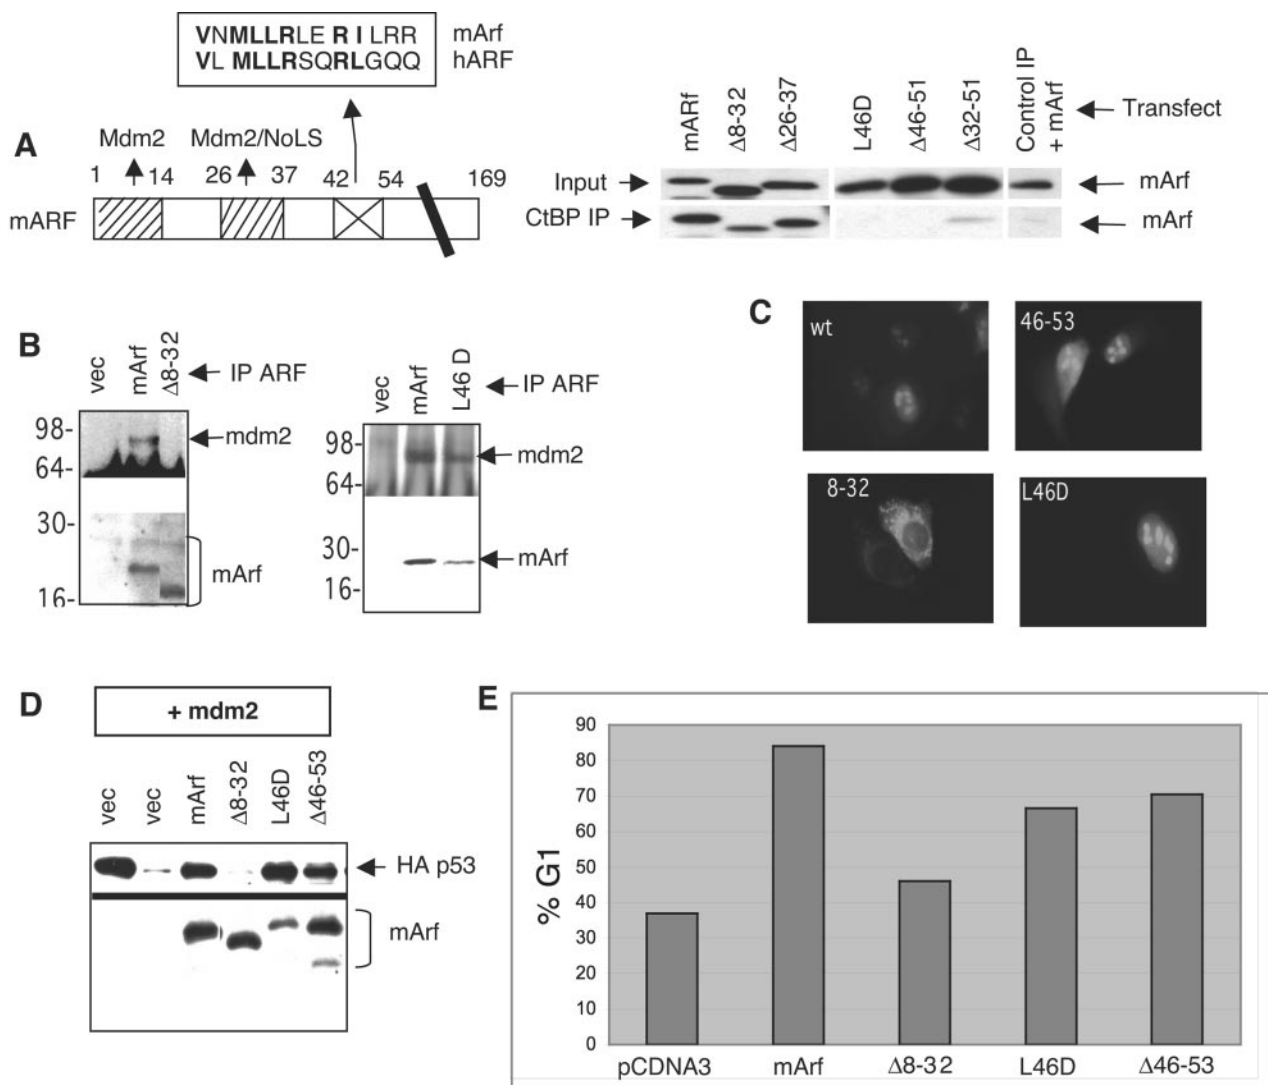 VNMLLRLE R I LRR mArf
VL MLLRSQRLGQQ hARF
A
Mdm2 Mdm2/NoLS
1 14 26 37 42 54 169
mARF
mARf Δ8-32 Δ26-37 L46D Δ46-51 Δ32-51 Control IP + mArf
Transfect
Input mArf
CtBP IP mArf
B
vec mArf Δ8-32 IP ARF
98-
mdm2
64-
30-
mArf
16-
vec mArf L46 D IP ARF
98-
mdm2
64-
30-
mArf
16-
C
wt
46-53
8-32
L46D
D
+ mdm2
vec vec mArf Δ8-32 L46D Δ46-53
HA p53
mArf
E
% G1
90
80
70
60
50
40
30
20
10
0
pCDNA3 mArf Δ8-32 L46D Δ46-53